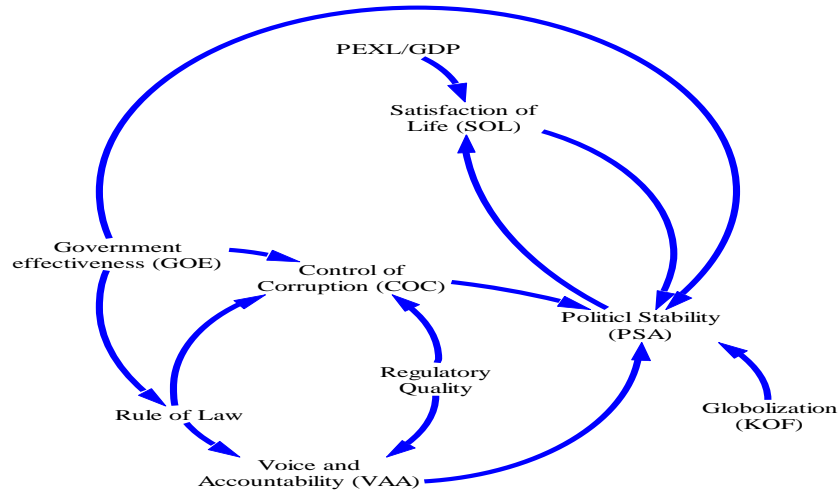 PEXL/GDP
Satisfaction of
Life (SOL)
Government
effectiveness (GOE)
Control of
Corruption (COC)
Politicl Stability
(PSA)
Regulatory
Quality
Globolization
(KOF)
Rule of Law
Voice and
Accountability (VAA)